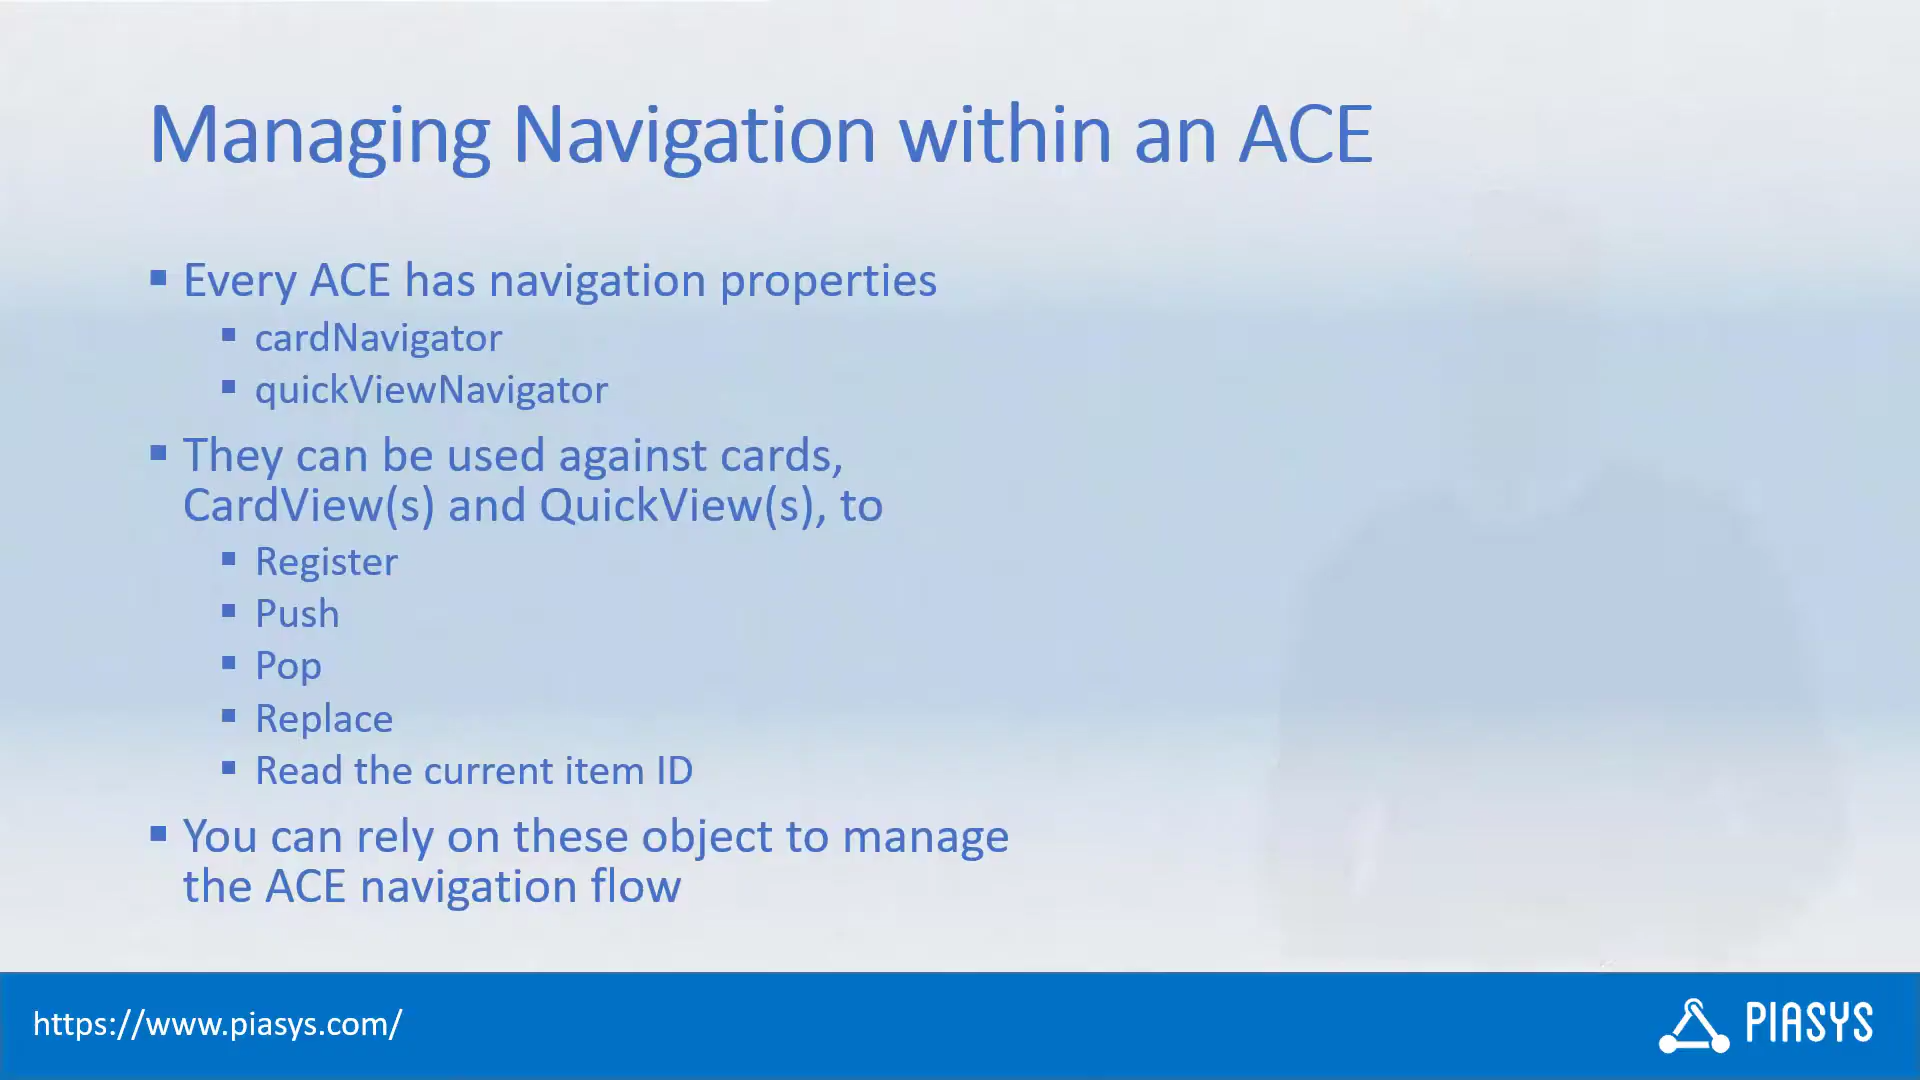 Managing Navigation within an ACE
Every ACE has navigation properties
cardNavigator
quickViewNavigator
They can be used against cards,
CardView(s) and QuickView(s), to
Register
Push
Pop
Replace
Read the current item ID
You can rely on these object to manage
the ACE navigation flow
https://www.piasys.com/
PIASYS